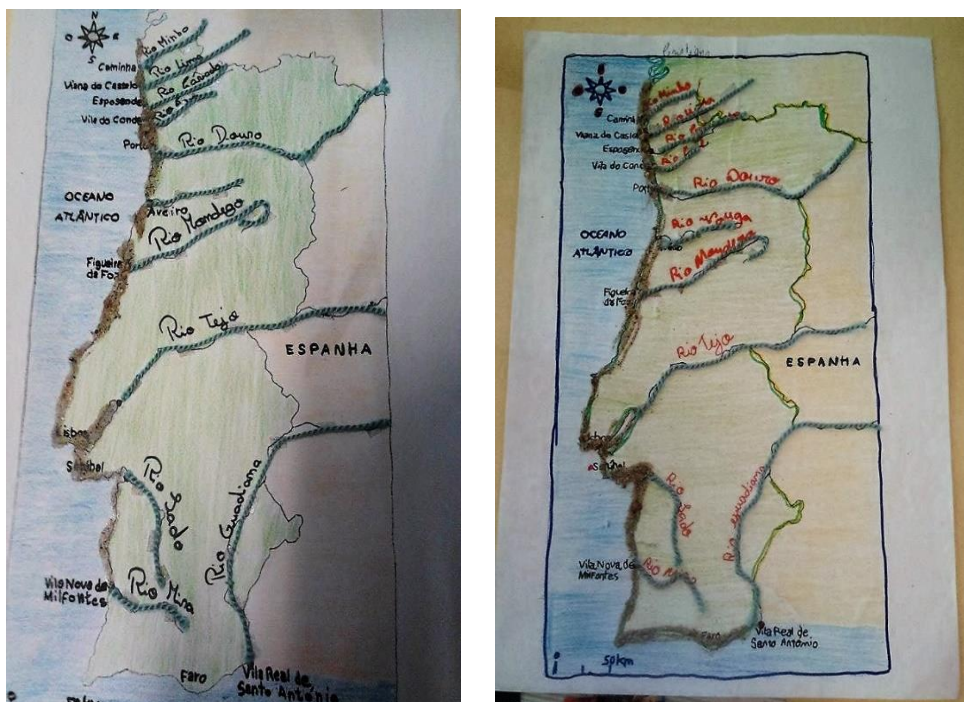 N
O
E
S
Rio Minho
Caminha
Rio Lima
Viana do Castelo
Rio Cávado
Esposende
Vila do Conde
Porto
Rio Douro
OCEANO
ATLÂNTICO
Aveiro
Rio Mondego
Figueira
da Foz
Rio Tejo
ESPANHA
Lisboa
Setúbal
Rio Sado
Rio Guadiana
Vila Nova de
Milfontes
Rio Mira
Faro
Vila Real de
Santo António
Rio Minho
Caminha
Viana do Castelo
Esposende
Vila do Conde
Porto
Rio Douro
Rio Vouga
OCEANO
ATLÂNTICO
Rio Mondego
Figueira
da Foz
Rio Tejo
ESPANHA
Lisboa
Setúbal
Rio Sado
Rio Guadiana
Vila Nova de
Milfontes
Rio Mira
Faro
Vila Real de
Santo António